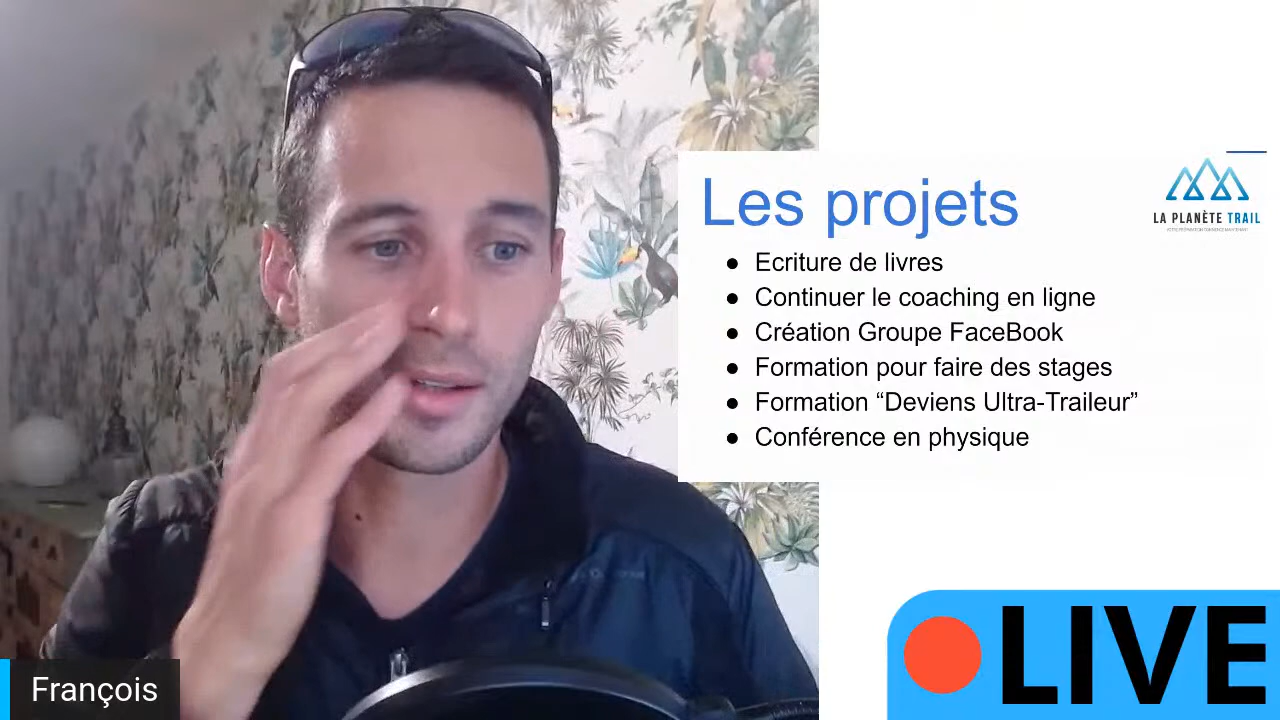 Les projets
LA PLANÈTE TRAIL
● Ecriture de livres
● Continuer le coaching en ligne
● Création Groupe FaceBook
● Formation pour faire des stages
● Formation “Deviens Ultra-Traileur”
● Conférence en physique
LIVE
François